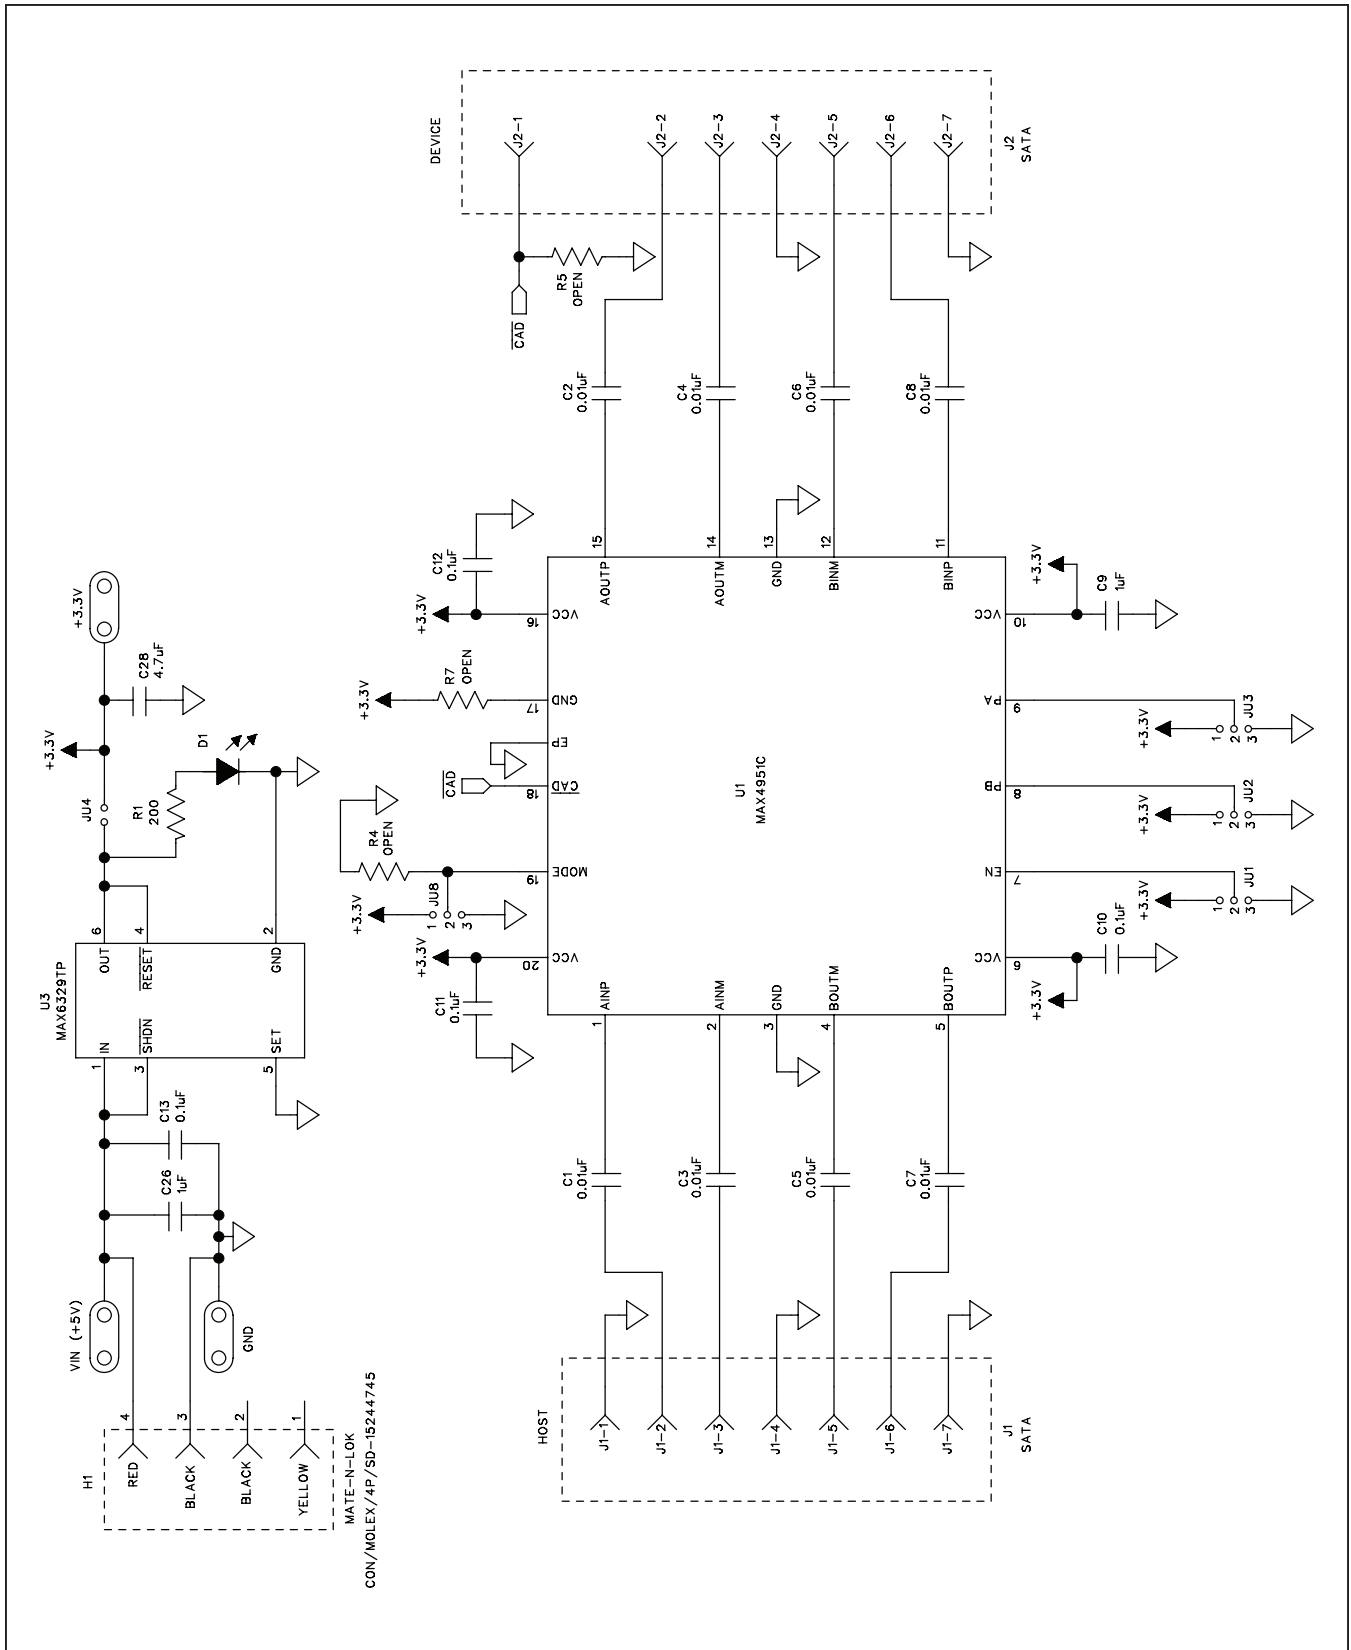 H1
RED
BLACK
BLACK
YELLOW
4
3
2
1
MATE-N-LOK
CON/MOLEX/4P/SD-15244745
VIN (+5V)
GND
C26
1uF
C13
0.1uF
U3
MAX6329TP
1
IN
3
SHDN
5
SET
6
OUT
4
RESET
2
GND
R1
200
JU4
D1
+3.3V
C28
4.7uF
+3.3V
HOST
J1-1
J1-2
J1-3
J1-4
J1-5
J1-6
J1-7
J1
SATA
C1
0.01uF
C3
0.01uF
C5
0.01uF
C7
0.01uF
U1
MAX4951C
1
AINP
2
AINM
3
GND
4
BOUTM
5
BOUTP
C11
0.1uF
+3.3V
20
VCC
+3.3V
1
2
3
JU8
R4
OPEN
19
MODE
CAD
18
CAD
EP
+3.3V
R7
OPEN
17
GND
+3.3V
C12
0.1uF
16
VCC
+3.3V
6
VCC
C10
0.1uF
7
EN
+3.3V
1
2
3
JU1
8
PB
+3.3V
1
2
3
JU2
9
PA
+3.3V
1
2
3
JU3
10
VCC
+3.3V
C9
1uF
15
AOUTP
14
AOUTM
13
GND
12
BINM
11
BINP
C2
0.01uF
C4
0.01uF
C6
0.01uF
C8
0.01uF
CAD
R5
OPEN
DEVICE
J2-1
J2-2
J2-3
J2-4
J2-5
J2-6
J2-7
J2
SATA